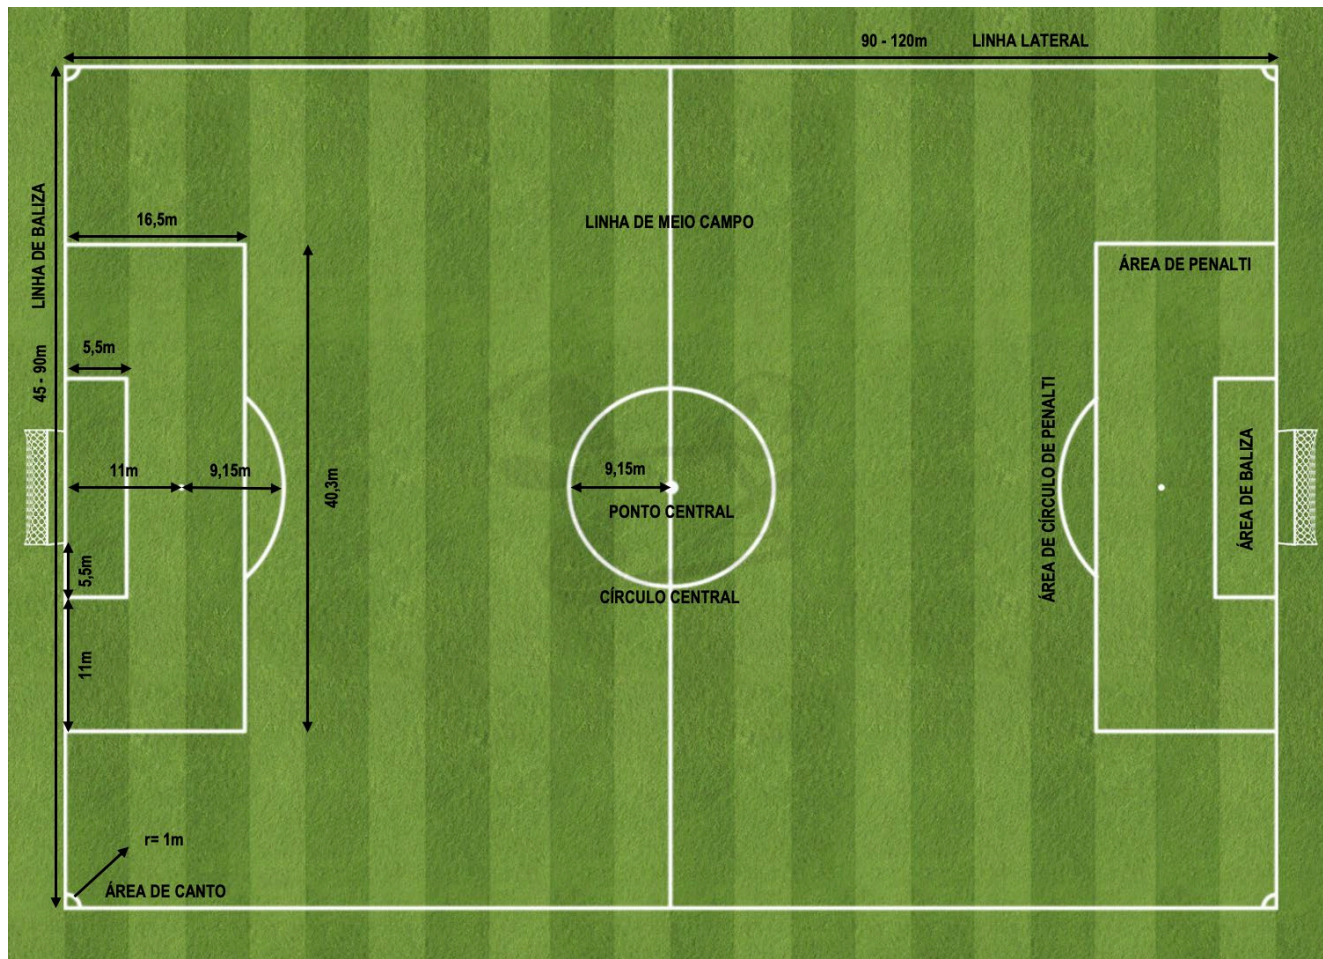 90 - 120m
LINHA LATERAL
LINHA DE BALIZA
45 - 90m
16,5m
LINHA DE MEIO CAMPO
ÁREA DE PENALTI
5,5m
11m
9,15m
40,3m
9,15m
PONTO CENTRAL
ÁREA DE CÍRCULO DE PENALTI
ÁREA DE BALIZA
5,5m
CÍRCULO CENTRAL
11m
r= 1m
ÁREA DE CANTO